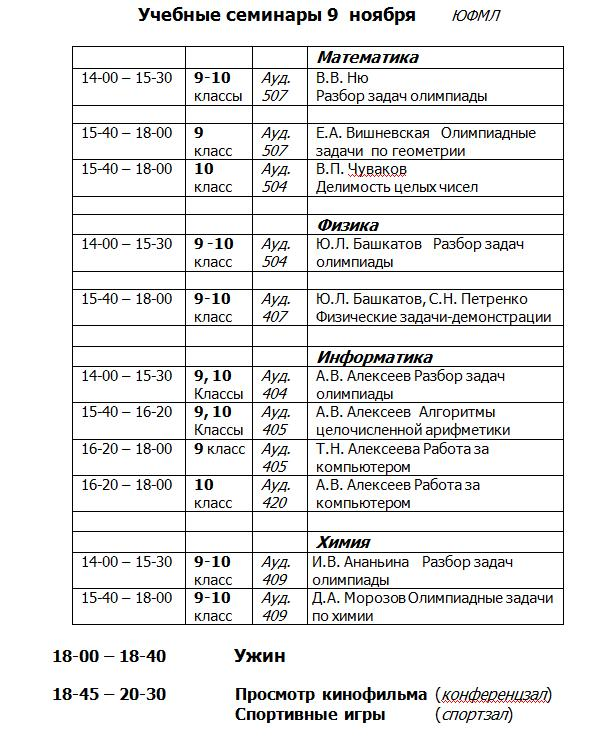 Учебные семинары 9 ноября ЮФМЛ
Математика
14-00 – 15-30 9-10 Ауд. В.В. Ню
классы 507 Разбор задач олимпиады
15-40 – 18-00 9 Ауд. Е.А. Вишневская Олимпиадные
класс 507 задачи по геометрии
15-40 – 18-00 10 Ауд. В.П. Чуваков
класс 504 Делимость целых чисел
Физика
14-00 – 15-30 9 -10 Ауд. Ю.Л. Башкатов Разбор задач
класс 504 олимпиады
15-40 – 18-00 9-10 Ауд. Ю.Л. Башкатов, С.Н. Петренко
класс 407 Физические задачи-демонстрации
Информатика
14-00 – 15-30 9, 10 Ауд. А.В. Алексеев Разбор задач
Классы 404 олимпиады
15-40 – 16-20 9, 10 Ауд. А.В. Алексеев Алгоритмы
Классы 405 целочисленной арифметики
16-20 – 18-00 9 класс Ауд. Т.Н. Алексеева Работа за
405 компьютером
16-20 – 18-00 10 Ауд. А.В. Алексеев Работа за
класс 420 компьютером
Химия
14-00 – 15-30 9-10 Ауд. И.В. Ананьина Разбор задач
класс 409 олимпиады
15-40 – 18-00 9-10 Ауд. Д.А. Морозов Олимпиадные задачи
класс 409 по химии
18-00 – 18-40 Ужин
18-45 – 20-30 Просмотр кинофильма (конференцзал)
Спортивные игры (спортзал)